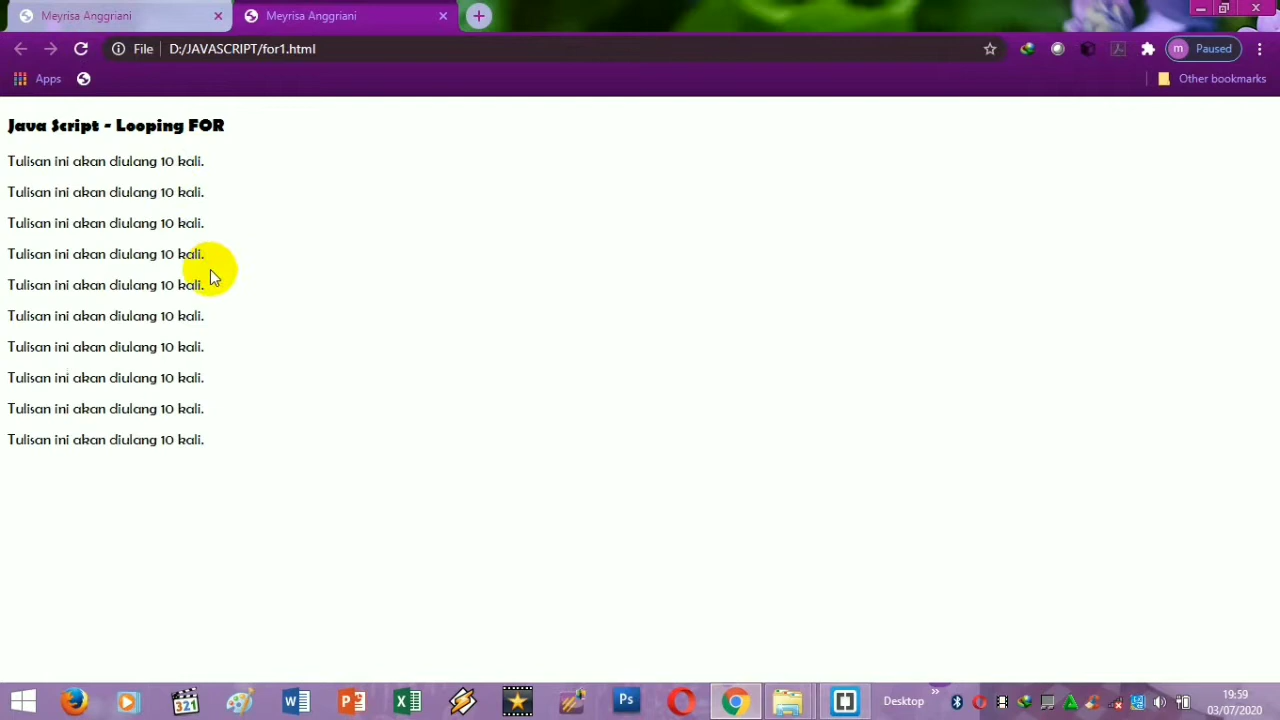 Meyrisa Anggriani
Meyrisa Anggriani
File
D:/JAVASCRIPT/for1.html
m
Paused
Apps
Other bookmarks
Java Script - Looping FOR
Tulisan ini akan diulang 10 kali.
Tulisan ini akan diulang 10 kali.
Tulisan ini akan diulang 10 kali.
Tulisan ini akan diulang 10 kali.
Tulisan ini akan diulang 10 kali.
Tulisan ini akan diulang 10 kali.
Tulisan ini akan diulang 10 kali.
Tulisan ini akan diulang 10 kali.
Tulisan ini akan diulang 10 kali.
Tulisan ini akan diulang 10 kali.
321
Ps
Desktop
19:59
03/07/2020